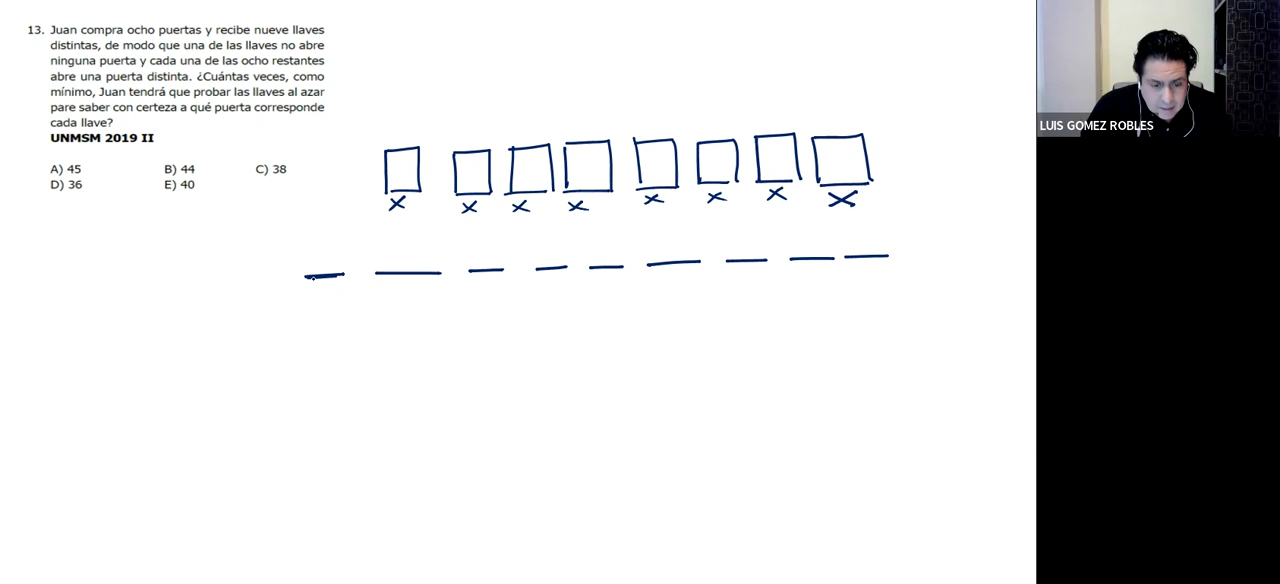 13. Juan compra ocho puertas y recibe nueve llaves
distintas, de modo que una de las llaves no abre
ninguna puerta y cada una de las ocho restantes
abre una puerta distinta. ¿Cuántas veces, como
mínimo, Juan tendrá que probar las llaves al azar
pare saber con certeza a qué puerta corresponde
cada llave?
UNMSM 2019 II
A) 45 B) 44 C) 38
D) 36 E) 40
x x x x x x x x
LUIS GOMEZ ROBLES